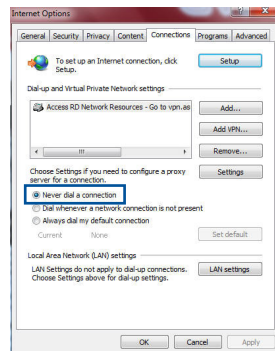 Internet Options
General Security Privacy Content Connections Programs Advanced
To set up an Internet connection, click
Setup.
Setup
Dial-up and Virtual Private Network settings
Access RD Network Resources - Go to vpn.as
Add...
Add VPN...
Remove...
Choose Settings if you need to configure a proxy
server for a connection.
Settings
Never dial a connection
Dial whenever a network connection is not present
Always dial my default connection
Current None
Set default
Local Area Network (LAN) settings
LAN Settings do not apply to dial-up connections.
Choose Settings above for dial-up settings.
LAN settings
OK Cancel Apply